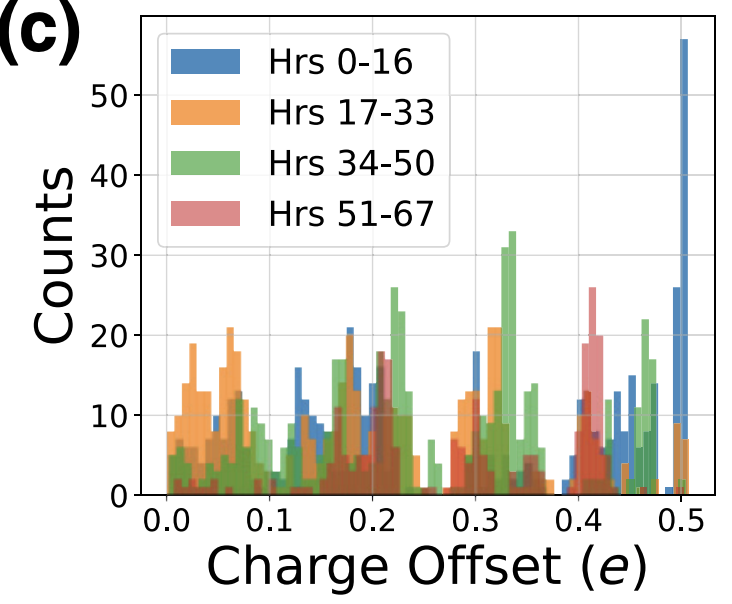 (c)
Hrs 0-16
Hrs 17-33
Hrs 34-50
Hrs 51-67
Counts
50
40
30
20
10
0
0.0 0.1 0.2 0.3 0.4 0.5
Charge Offset (e)